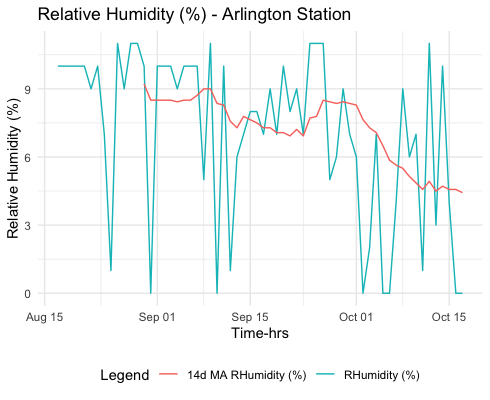 Relative Humidity (%) - Arlington Station
Relative Humidity (%)
9
6
3
0
Aug 15 Sep 01 Sep 15 Oct 01 Oct 15
Time-hrs
Legend 14d MA RHumidity (%) RHumidity (%)